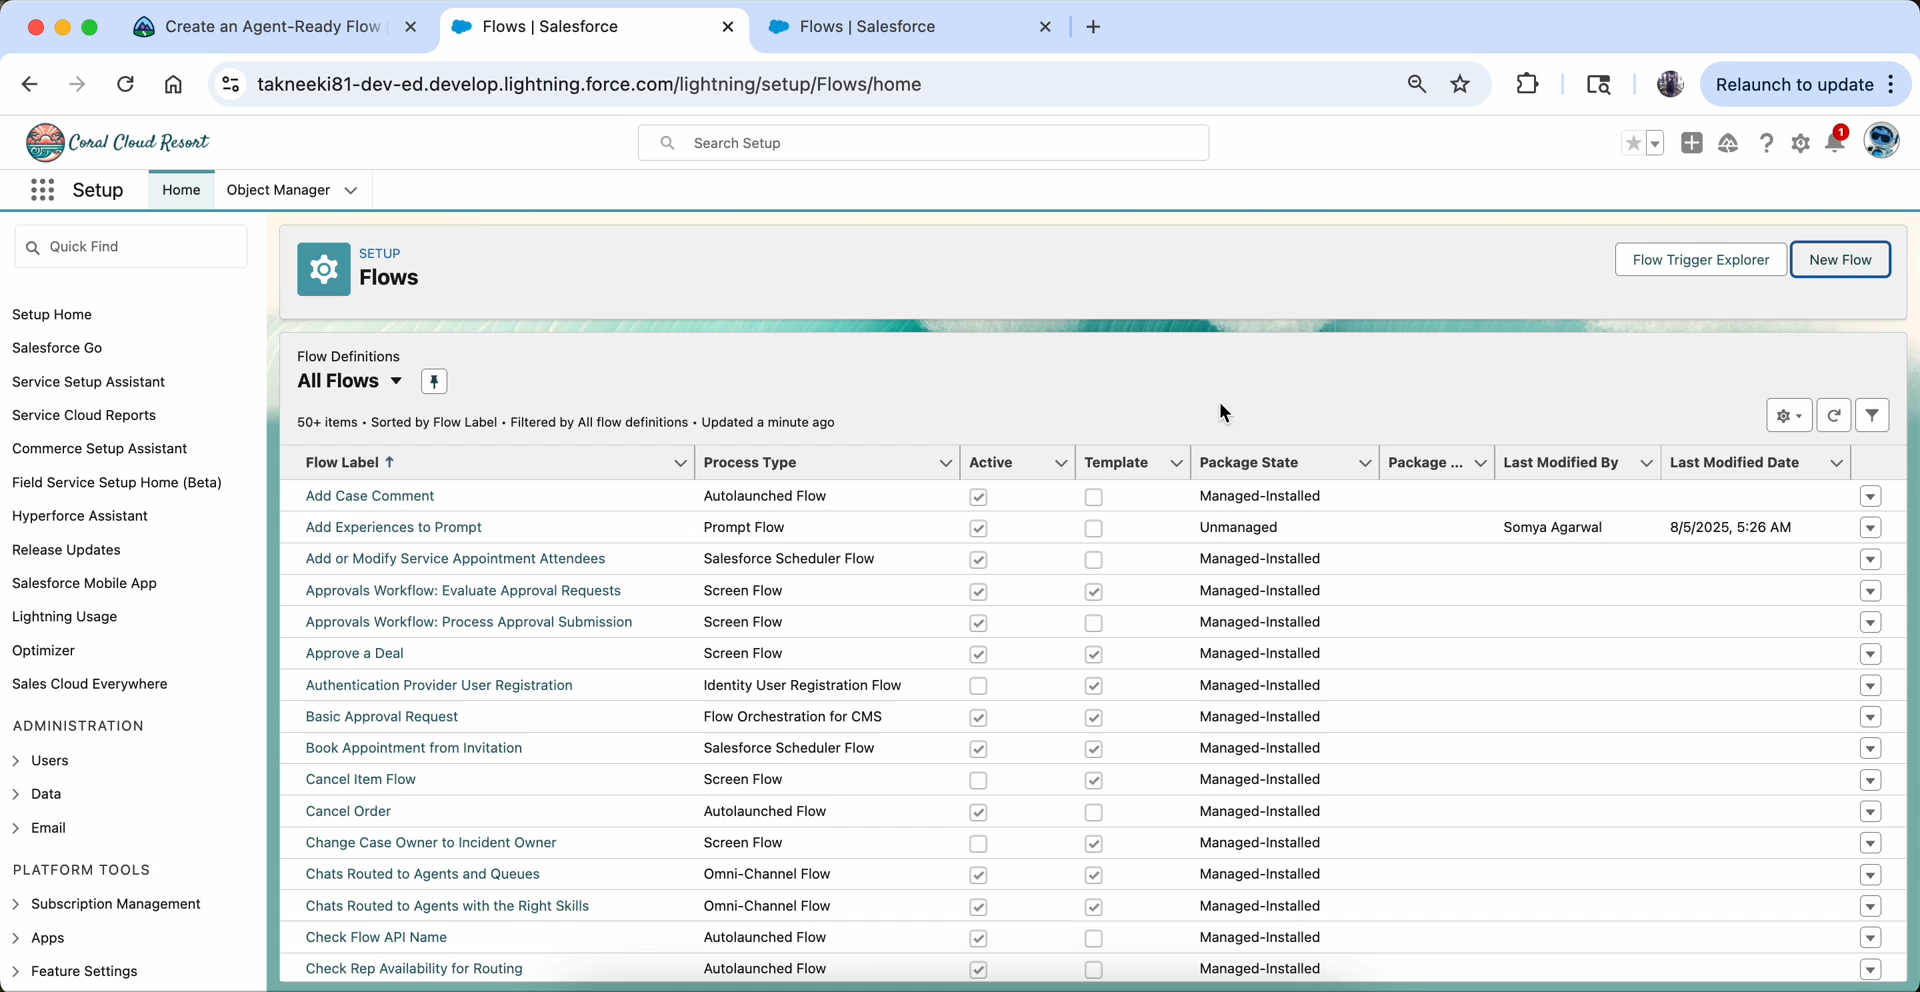 Create an Agent-Ready Flow
Flows | Salesforce
Flows | Salesforce
takneeki81-dev-ed.develop.lightning.force.com/lightning/setup/Flows/home
Relaunch to update
Coral Cloud Resort
Search Setup
1
Setup
Home
Object Manager
Quick Find
SETUP
Flows
Flow Trigger Explorer
New Flow
Setup Home
Salesforce Go
Service Setup Assistant
Service Cloud Reports
Commerce Setup Assistant
Field Service Setup Home (Beta)
Hyperforce Assistant
Release Updates
Salesforce Mobile App
Lightning Usage
Optimizer
Sales Cloud Everywhere
ADMINISTRATION
Users
Data
Email
PLATFORM TOOLS
Subscription Management
Apps
Feature Settings
Flow Definitions
All Flows
50+ items • Sorted by Flow Label • Filtered by All flow definitions • Updated a minute ago
Flow Label ↑ Process Type Active Template Package State Package ... Last Modified By Last Modified Date
Add Case Comment Autolaunched Flow Managed-Installed
Add Experiences to Prompt Prompt Flow Unmanaged Somya Agarwal 8/5/2025, 5:26 AM
Add or Modify Service Appointment Attendees Salesforce Scheduler Flow Managed-Installed
Approvals Workflow: Evaluate Approval Requests Screen Flow Managed-Installed
Approvals Workflow: Process Approval Submission Screen Flow Managed-Installed
Approve a Deal Screen Flow Managed-Installed
Authentication Provider User Registration Identity User Registration Flow Managed-Installed
Basic Approval Request Flow Orchestration for CMS Managed-Installed
Book Appointment from Invitation Salesforce Scheduler Flow Managed-Installed
Cancel Item Flow Screen Flow Managed-Installed
Cancel Order Autolaunched Flow Managed-Installed
Change Case Owner to Incident Owner Screen Flow Managed-Installed
Chats Routed to Agents and Queues Omni-Channel Flow Managed-Installed
Chats Routed to Agents with the Right Skills Omni-Channel Flow Managed-Installed
Check Flow API Name Autolaunched Flow Managed-Installed
Check Rep Availability for Routing Autolaunched Flow Managed-Installed